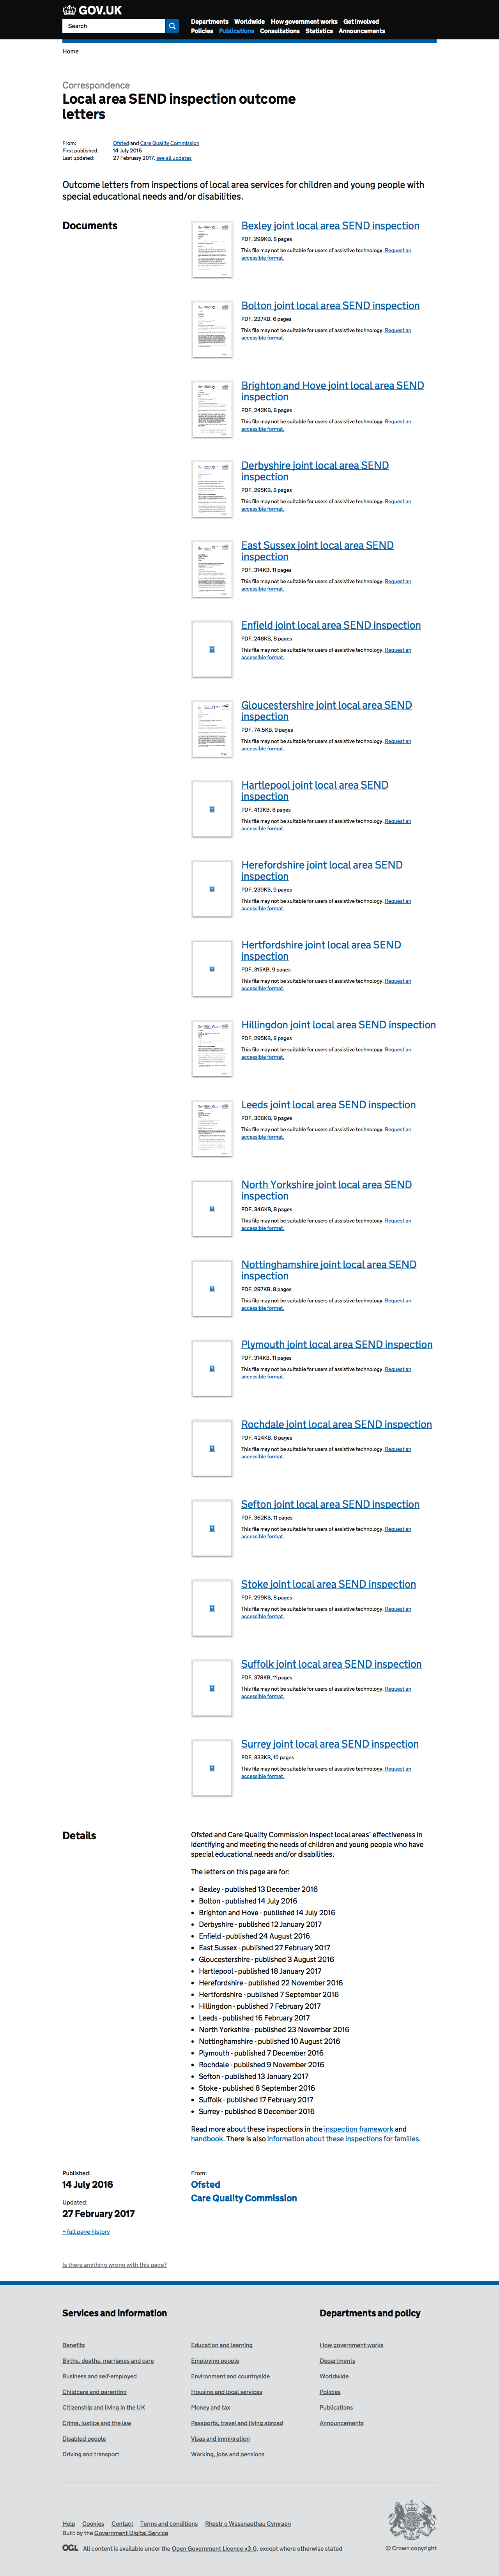 GOV.UK
Search
Departments Worldwide How government works Get involved
Policies Publications Consultations Statistics Announcements
Home
Correspondence
Local area SEND inspection outcome
letters
From: Ofsted and Care Quality Commission
First published: 14 July 2016
Last updated: 27 February 2017, see all updates
Outcome letters from inspections of local area services for children and young people with
special educational needs and/or disabilities.
Documents
Bexley joint local area SEND inspection
PDF, 299KB, 8 pages
This file may not be suitable for users of assistive technology. Request an
accessible format.
Bolton joint local area SEND inspection
PDF, 227KB, 6 pages
This file may not be suitable for users of assistive technology. Request an
accessible format.
Brighton and Hove joint local area SEND
inspection
PDF, 242KB, 8 pages
This file may not be suitable for users of assistive technology. Request an
accessible format.
Derbyshire joint local area SEND
inspection
PDF, 295KB, 8 pages
This file may not be suitable for users of assistive technology. Request an
accessible format.
East Sussex joint local area SEND
inspection
PDF, 314KB, 11 pages
This file may not be suitable for users of assistive technology. Request an
accessible format.
Enfield joint local area SEND inspection
PDF, 248KB, 8 pages
This file may not be suitable for users of assistive technology. Request an
accessible format.
Gloucestershire joint local area SEND
inspection
PDF, 74.5KB, 9 pages
This file may not be suitable for users of assistive technology. Request an
accessible format.
Hartlepool joint local area SEND
inspection
PDF, 413KB, 8 pages
This file may not be suitable for users of assistive technology. Request an
accessible format.
Herefordshire joint local area SEND
inspection
PDF, 239KB, 9 pages
This file may not be suitable for users of assistive technology. Request an
accessible format.
Hertfordshire joint local area SEND
inspection
PDF, 315KB, 9 pages
This file may not be suitable for users of assistive technology. Request an
accessible format.
Hillingdon joint local area SEND inspection
PDF, 295KB, 8 pages
This file may not be suitable for users of assistive technology. Request an
accessible format.
Leeds joint local area SEND inspection
PDF, 306KB, 9 pages
This file may not be suitable for users of assistive technology. Request an
accessible format.
North Yorkshire joint local area SEND
inspection
PDF, 346KB, 8 pages
This file may not be suitable for users of assistive technology. Request an
accessible format.
Nottinghamshire joint local area SEND
inspection
PDF, 297KB, 8 pages
This file may not be suitable for users of assistive technology. Request an
accessible format.
Plymouth joint local area SEND inspection
PDF, 314KB, 11 pages
This file may not be suitable for users of assistive technology. Request an
accessible format.
Rochdale joint local area SEND inspection
PDF, 424KB, 8 pages
This file may not be suitable for users of assistive technology. Request an
accessible format.
Sefton joint local area SEND inspection
PDF, 362KB, 11 pages
This file may not be suitable for users of assistive technology. Request an
accessible format.
Stoke joint local area SEND inspection
PDF, 299KB, 8 pages
This file may not be suitable for users of assistive technology. Request an
accessible format.
Suffolk joint local area SEND inspection
PDF, 378KB, 11 pages
This file may not be suitable for users of assistive technology. Request an
accessible format.
Surrey joint local area SEND inspection
PDF, 333KB, 10 pages
This file may not be suitable for users of assistive technology. Request an
accessible format.
Details
Ofsted and Care Quality Commission inspect local areas' effectiveness in
identifying and meeting the needs of children and young people who have
special educational needs and/or disabilities.
The letters on this page are for:
• Bexley - published 13 December 2016
• Bolton - published 14 July 2016
• Brighton and Hove - published 14 July 2016
• Derbyshire - published 12 January 2017
• Enfield - published 24 August 2016
• East Sussex - published 27 February 2017
• Gloucestershire - published 3 August 2016
• Hartlepool - published 18 January 2017
• Herefordshire - published 22 November 2016
• Hertfordshire - published 7 September 2016
• Hillingdon - published 7 February 2017
• Leeds - published 16 February 2017
• North Yorkshire - published 23 November 2016
• Nottinghamshire - published 10 August 2016
• Plymouth - published 7 December 2016
• Rochdale - published 9 November 2016
• Sefton - published 13 January 2017
• Stoke - published 8 September 2016
• Suffolk - published 17 February 2017
• Surrey - published 8 December 2016
Read more about these inspections in the inspection framework and
handbook. There is also information about these inspections for families.
Published:
14 July 2016
Updated:
27 February 2017
+ full page history
From:
Ofsted
Care Quality Commission
Is there anything wrong with this page?
Services and information
Benefits
Births, deaths, marriages and care
Business and self-employed
Childcare and parenting
Citizenship and living in the UK
Crime, justice and the law
Disabled people
Driving and transport
Education and learning
Employing people
Environment and countryside
Housing and local services
Money and tax
Passports, travel and living abroad
Visas and immigration
Working, jobs and pensions
Departments and policy
How government works
Departments
Worldwide
Policies
Publications
Announcements
Help Cookies Contact Terms and conditions Rhestr o Wasanaethau Cymraeg
Built by the Government Digital Service
OGL All content is available under the Open Government Licence v3.0, except where otherwise stated
© Crown copyright